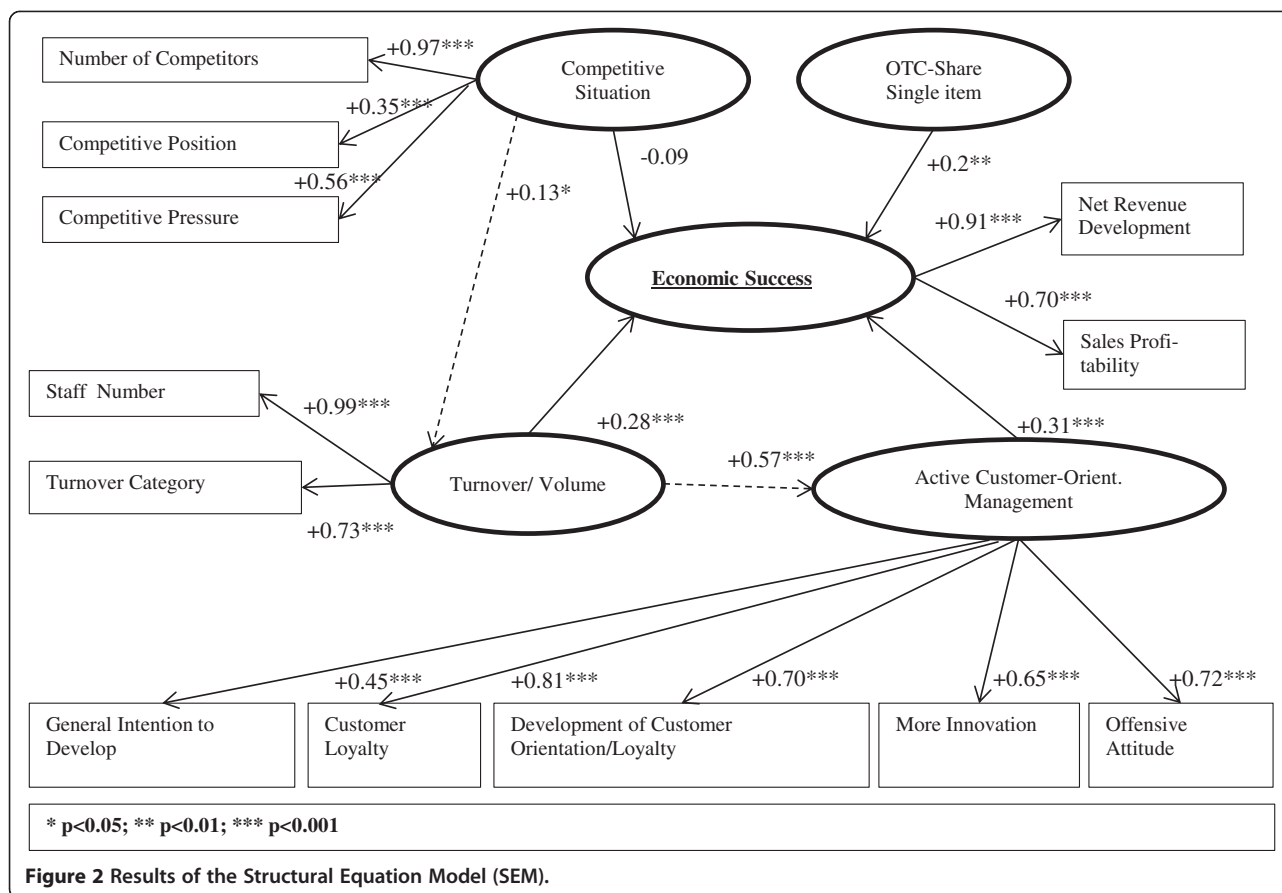 Number of Competitors
+0.97***
Competitive
Situation
OTC-Share
Single item
+0.35***
Competitive Position
-0.09
+0.2**
+0.56***
Competitive Pressure
+0.13*
Net Revenue
Development
+0.91***
Economic Success
+0.70***
Sales Profi-
tability
Staff Number
+0.99***
+0.28***
+0.31***
Turnover Category
Turnover/ Volume
+0.57***
Active Customer-Orient.
Management
+0.73***
+0.45***
+0.81***
+0.70***
+0.65***
+0.72***
General Intention to
Develop
Customer
Loyalty
Development of Customer
Orientation/Loyalty
More Innovation
Offensive
Attitude
* p<0.05; ** p<0.01; *** p<0.001
Figure 2 Results of the Structural Equation Model (SEM).